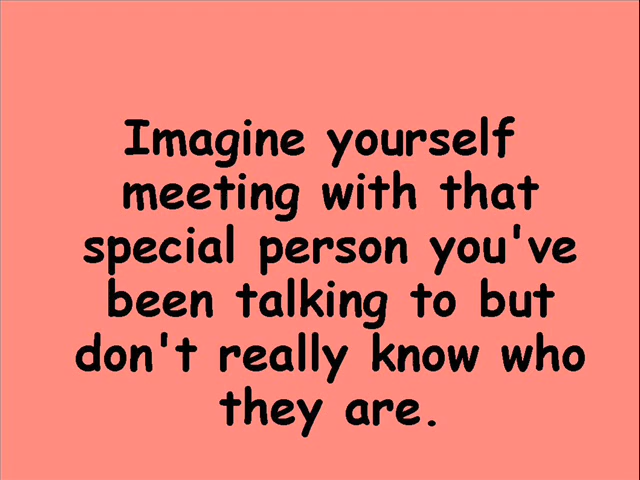 Imagine yourself
meeting with that
special person you've
been talking to but
don't really know who
they are.